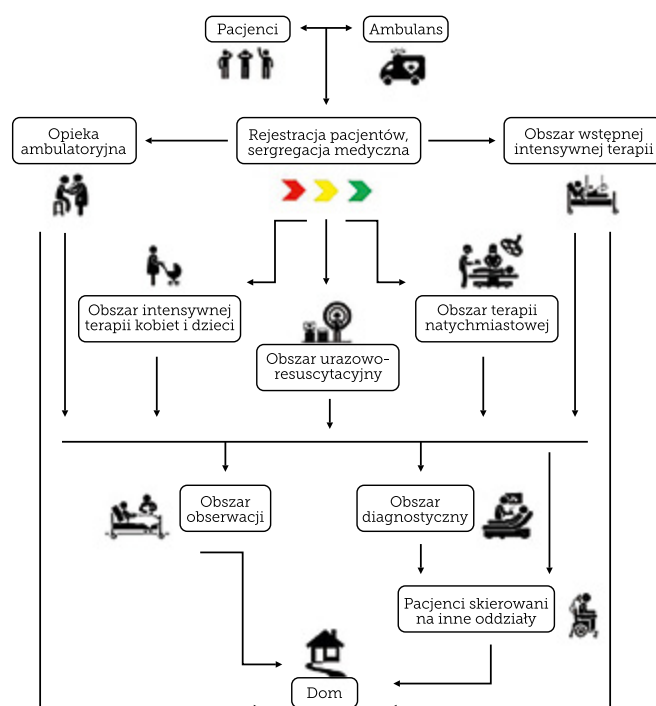 Pacjenci
Ambulans
Opieka
ambulatoryjna
Rejestracja pacjentów,
sergregacja medyczna
Obszar wstępnej
intensywnej terapii
Obszar intensywnej
terapii kobiet i dzieci
Obszar urazowo-
resuscytacyjny
Obszar terapii
natychmiastowej
Obszar
obserwacji
Obszar
diagnostyczny
Pacjenci skierowani
na inne oddziały
Dom